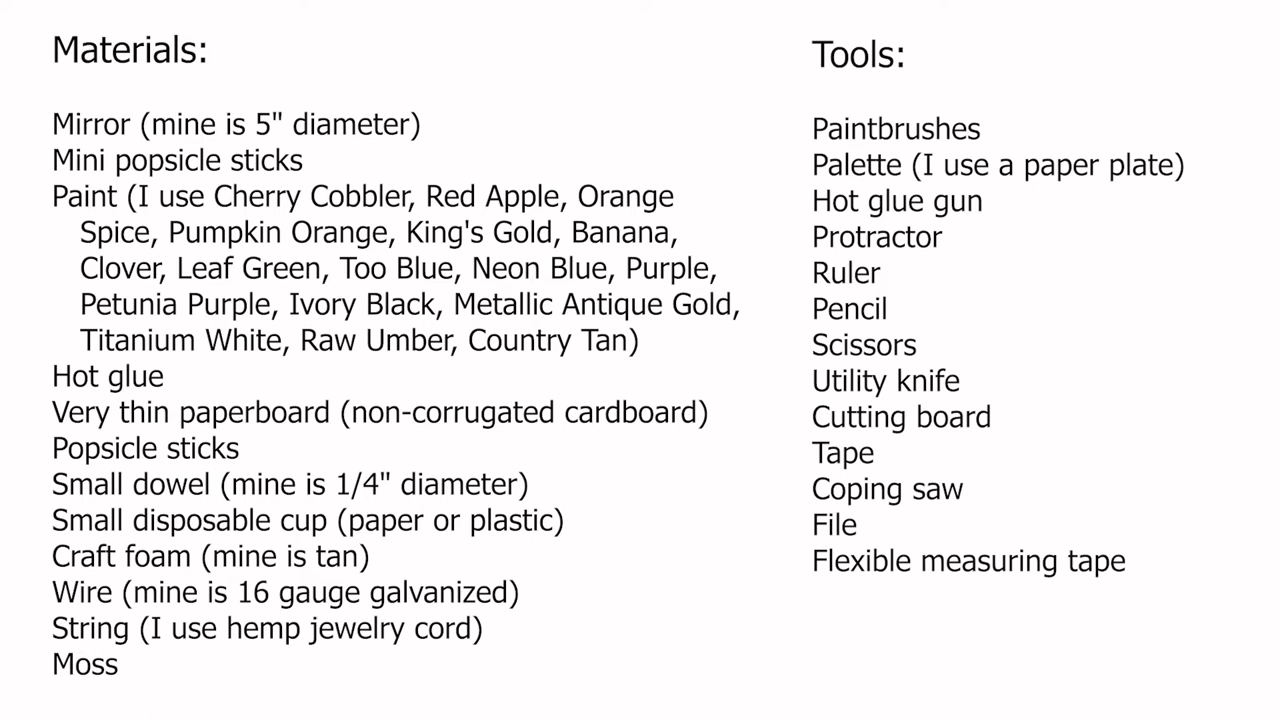 Materials:
Mirror (mine is 5" diameter)
Mini popsicle sticks
Paint (I use Cherry Cobbler, Red Apple, Orange
Spice, Pumpkin Orange, King's Gold, Banana,
Clover, Leaf Green, Too Blue, Neon Blue, Purple,
Petunia Purple, Ivory Black, Metallic Antique Gold,
Titanium White, Raw Umber, Country Tan)
Hot glue
Very thin paperboard (non-corrugated cardboard)
Popsicle sticks
Small dowel (mine is 1/4" diameter)
Small disposable cup (paper or plastic)
Craft foam (mine is tan)
Wire (mine is 16 gauge galvanized)
String (I use hemp jewelry cord)
Moss
Tools:
Paintbrushes
Palette (I use a paper plate)
Hot glue gun
Protractor
Ruler
Pencil
Scissors
Utility knife
Cutting board
Tape
Coping saw
File
Flexible measuring tape